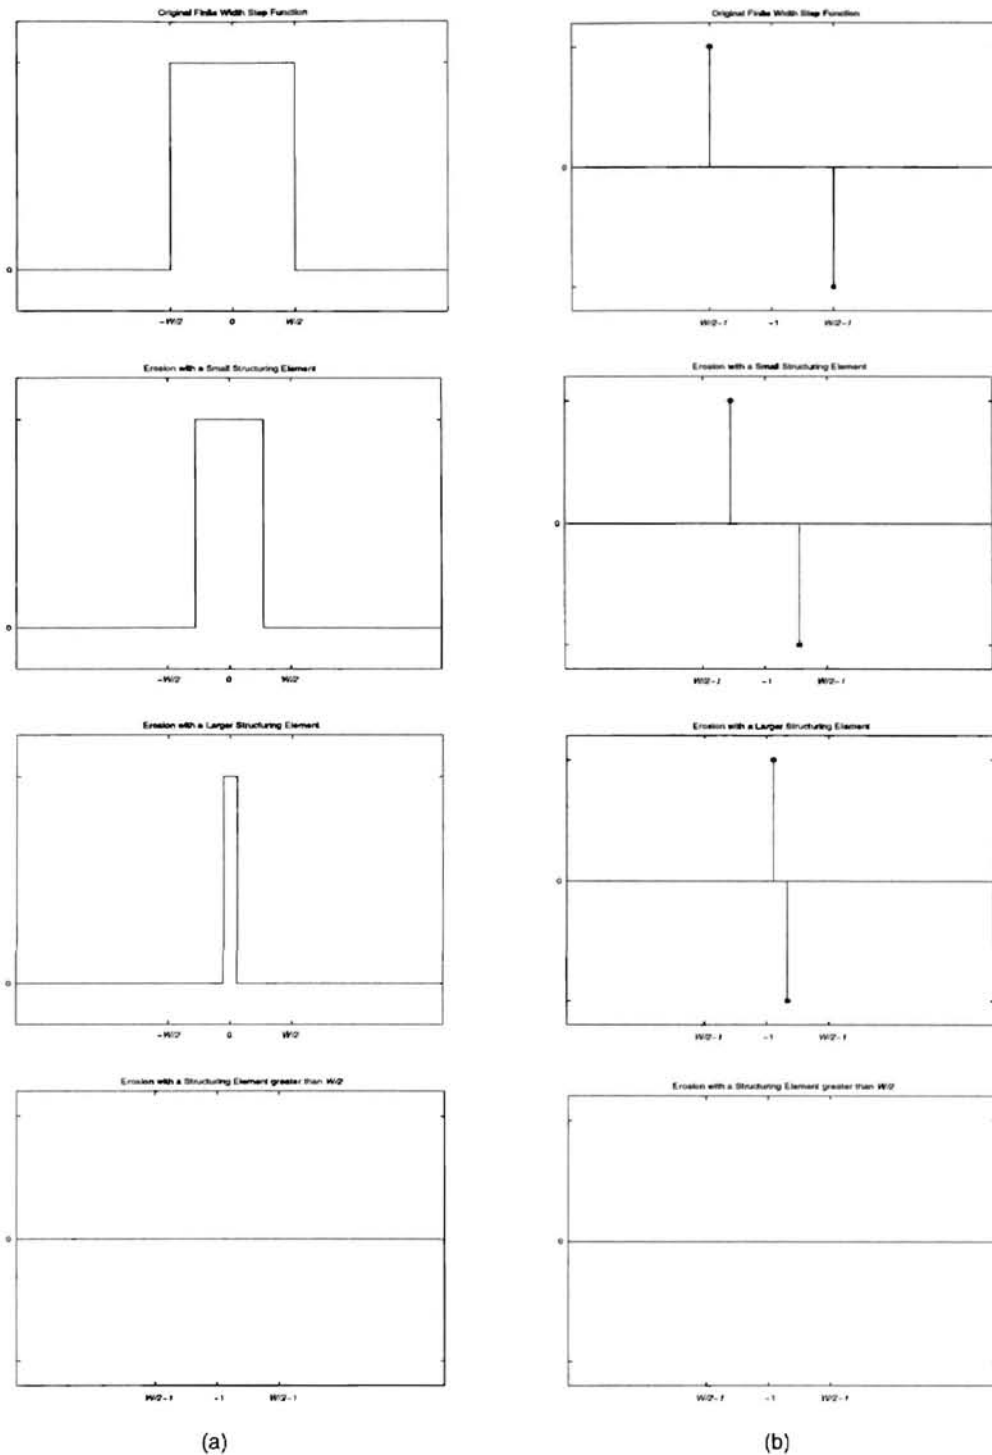 Original Finite Width Step Function
0
-W/2 0 W/2
Original Finite Width Step Function
0
W/2-1 -1 W/2-1
Erosion with a Small Structuring Element
0
-W/2 0 W/2
Erosion with a Small Structuring Element
0
W/2-1 -1 W/2-1
Erosion with a Larger Structuring Element
0
-W/2 0 W/2
Erosion with a Larger Structuring Element
0
W/2-1 -1 W/2-1
Erosion with a Structuring Element greater than W/2
0
W/2-1 -1 W/2-1
Erosion with a Structuring Element greater than W/2
0
W/2-1 -1 W/2-1
(a)
(b)